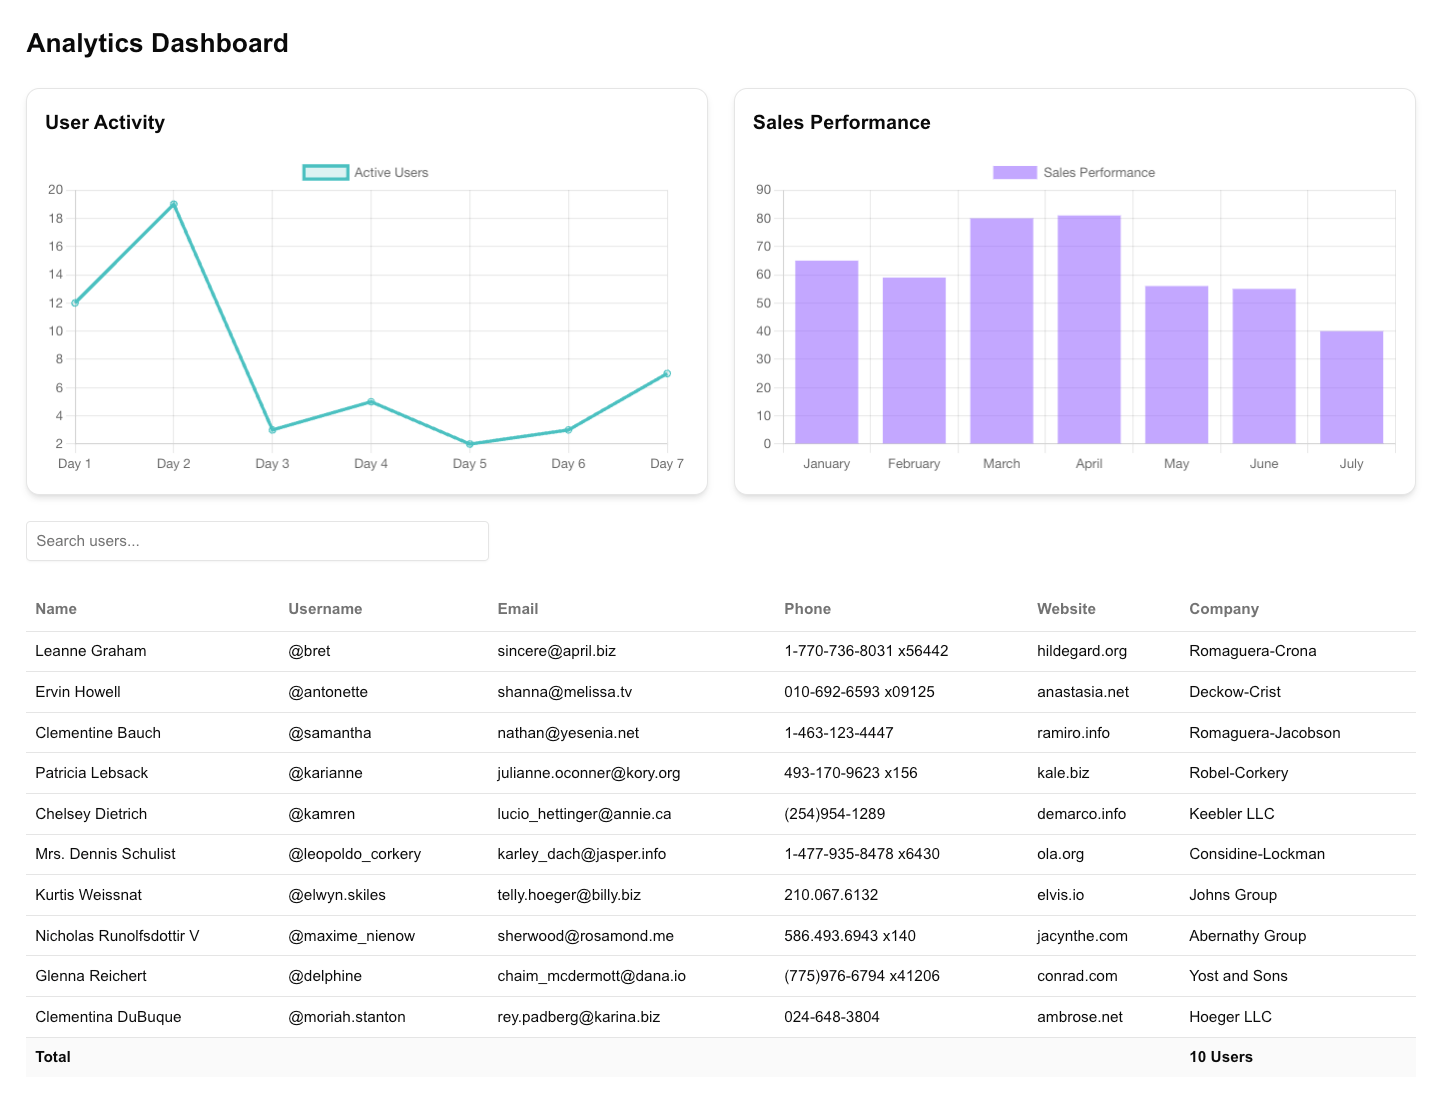 Analytics Dashboard
User Activity
Active Users
20
18
16
14
12
10
8
6
4
2
Day 1 Day 2 Day 3 Day 4 Day 5 Day 6 Day 7
Sales Performance
Sales Performance
90
80
70
60
50
40
30
20
10
0
January February March April May June July
Search users...
Name Username Email Phone Website Company
Leanne Graham @bret sincere@april.biz 1-770-736-8031 x56442 hildegard.org Romaguera-Crona
Ervin Howell @antonette shanna@melissa.tv 010-692-6593 x09125 anastasia.net Deckow-Crist
Clementine Bauch @samantha nathan@yesenia.net 1-463-123-4447 ramiro.info Romaguera-Jacobson
Patricia Lebsack @karianne julianne.oconner@kory.org 493-170-9623 x156 kale.biz Robel-Corkery
Chelsey Dietrich @kamren lucio_hettinger@annie.ca (254)954-1289 demarco.info Keebler LLC
Mrs. Dennis Schulist @leopoldo_corkery karley_dach@jasper.info 1-477-935-8478 x6430 ola.org Considine-Lockman
Kurtis Weissnat @elwyn.skiles telly.hoeger@billy.biz 210.067.6132 elvis.io Johns Group
Nicholas Runolfsdottir V @maxime_nienow sherwood@rosamond.me 586.493.6943 x140 jacynthe.com Abernathy Group
Glenna Reichert @delphine chaim_mcdermott@dana.io (775)976-6794 x41206 conrad.com Yost and Sons
Clementina DuBuque @moriah.stanton rey.padberg@karina.biz 024-648-3804 ambrose.net Hoeger LLC
Total 10 Users